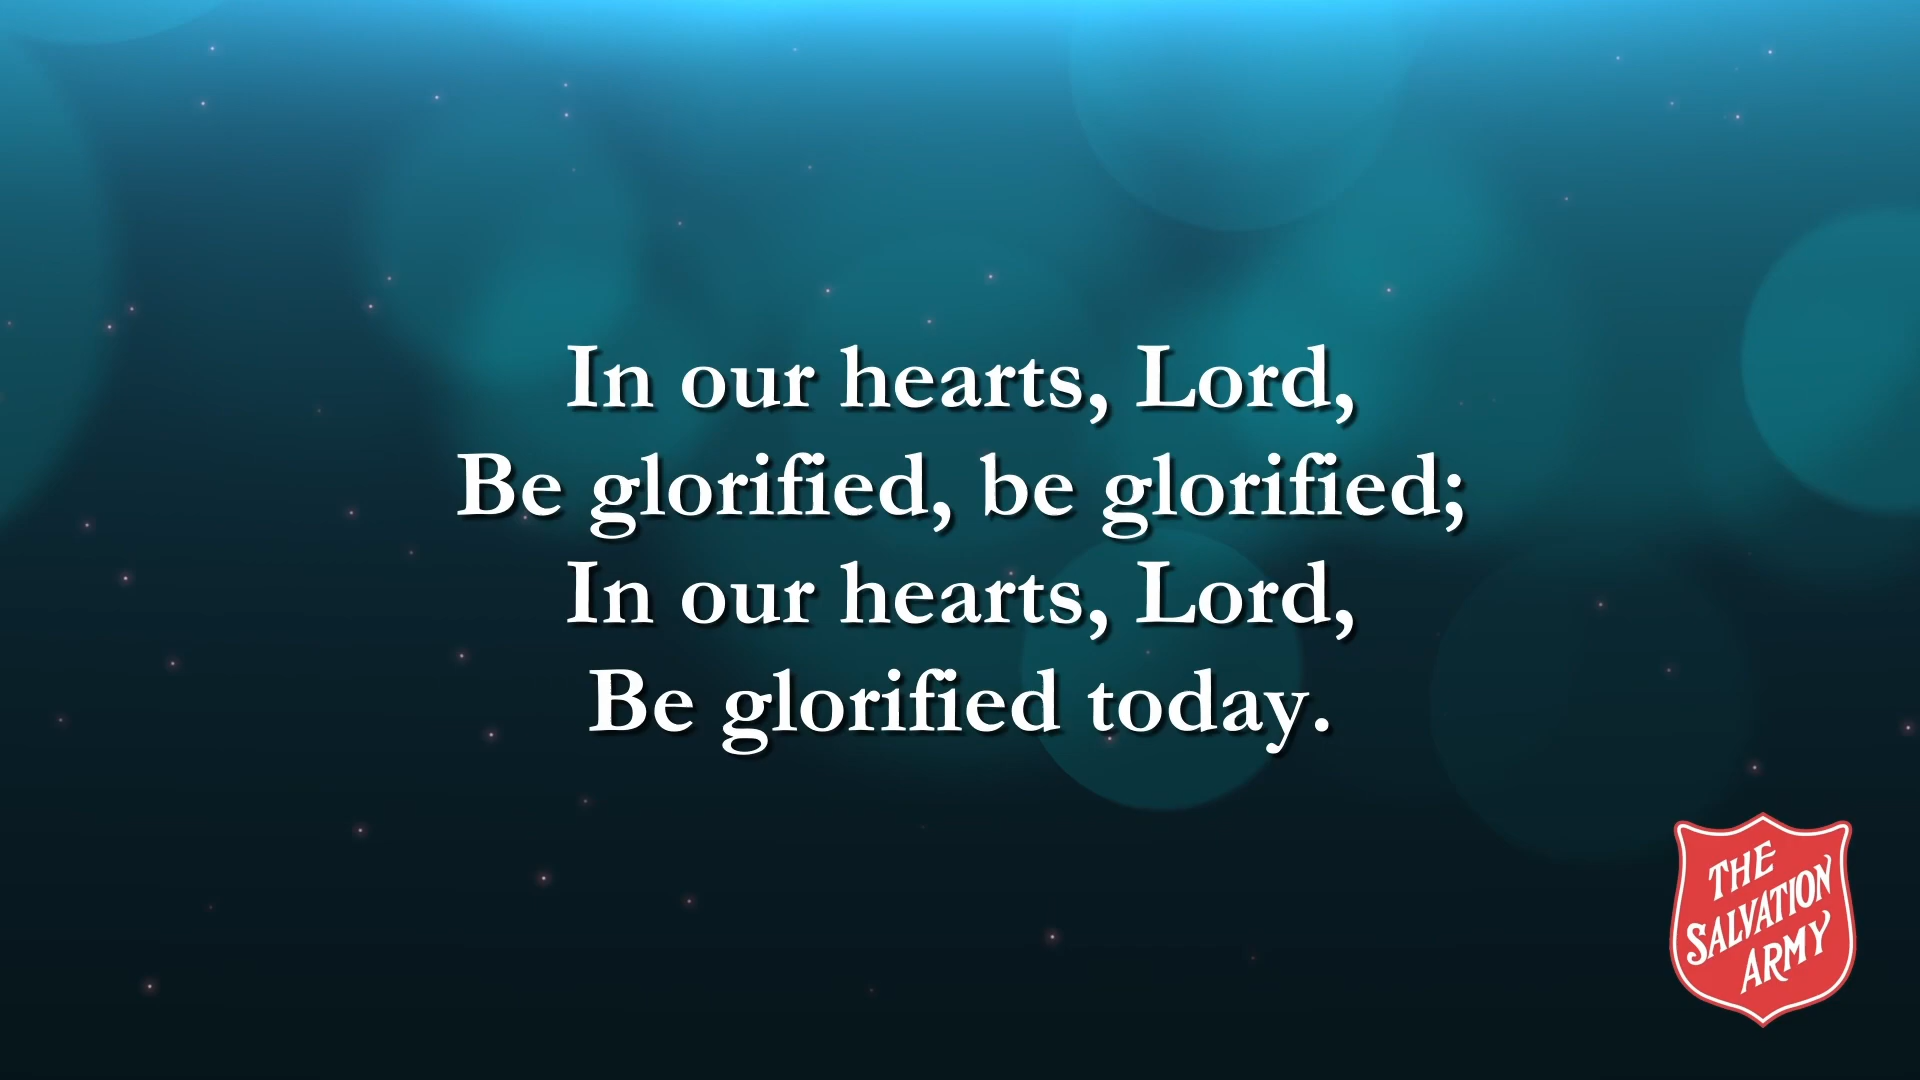 In our hearts, Lord,
Be glorified, be glorified;
In our hearts, Lord,
Be glorified today.
THE
SALVATION
ARMY